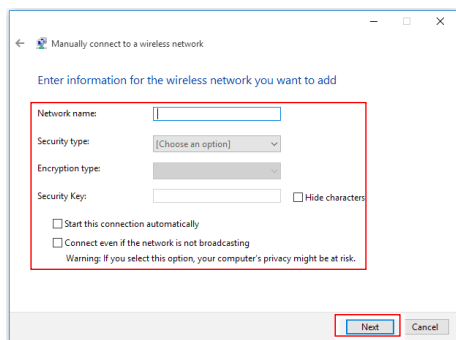 Manually connect to a wireless network
Enter information for the wireless network you want to add
Network name:
Security type: [Choose an option]
Encryption type:
Security Key: Hide characters
Start this connection automatically
Connect even if the network is not broadcasting
Warning: If you select this option, your computer's privacy might be at risk.
Next Cancel